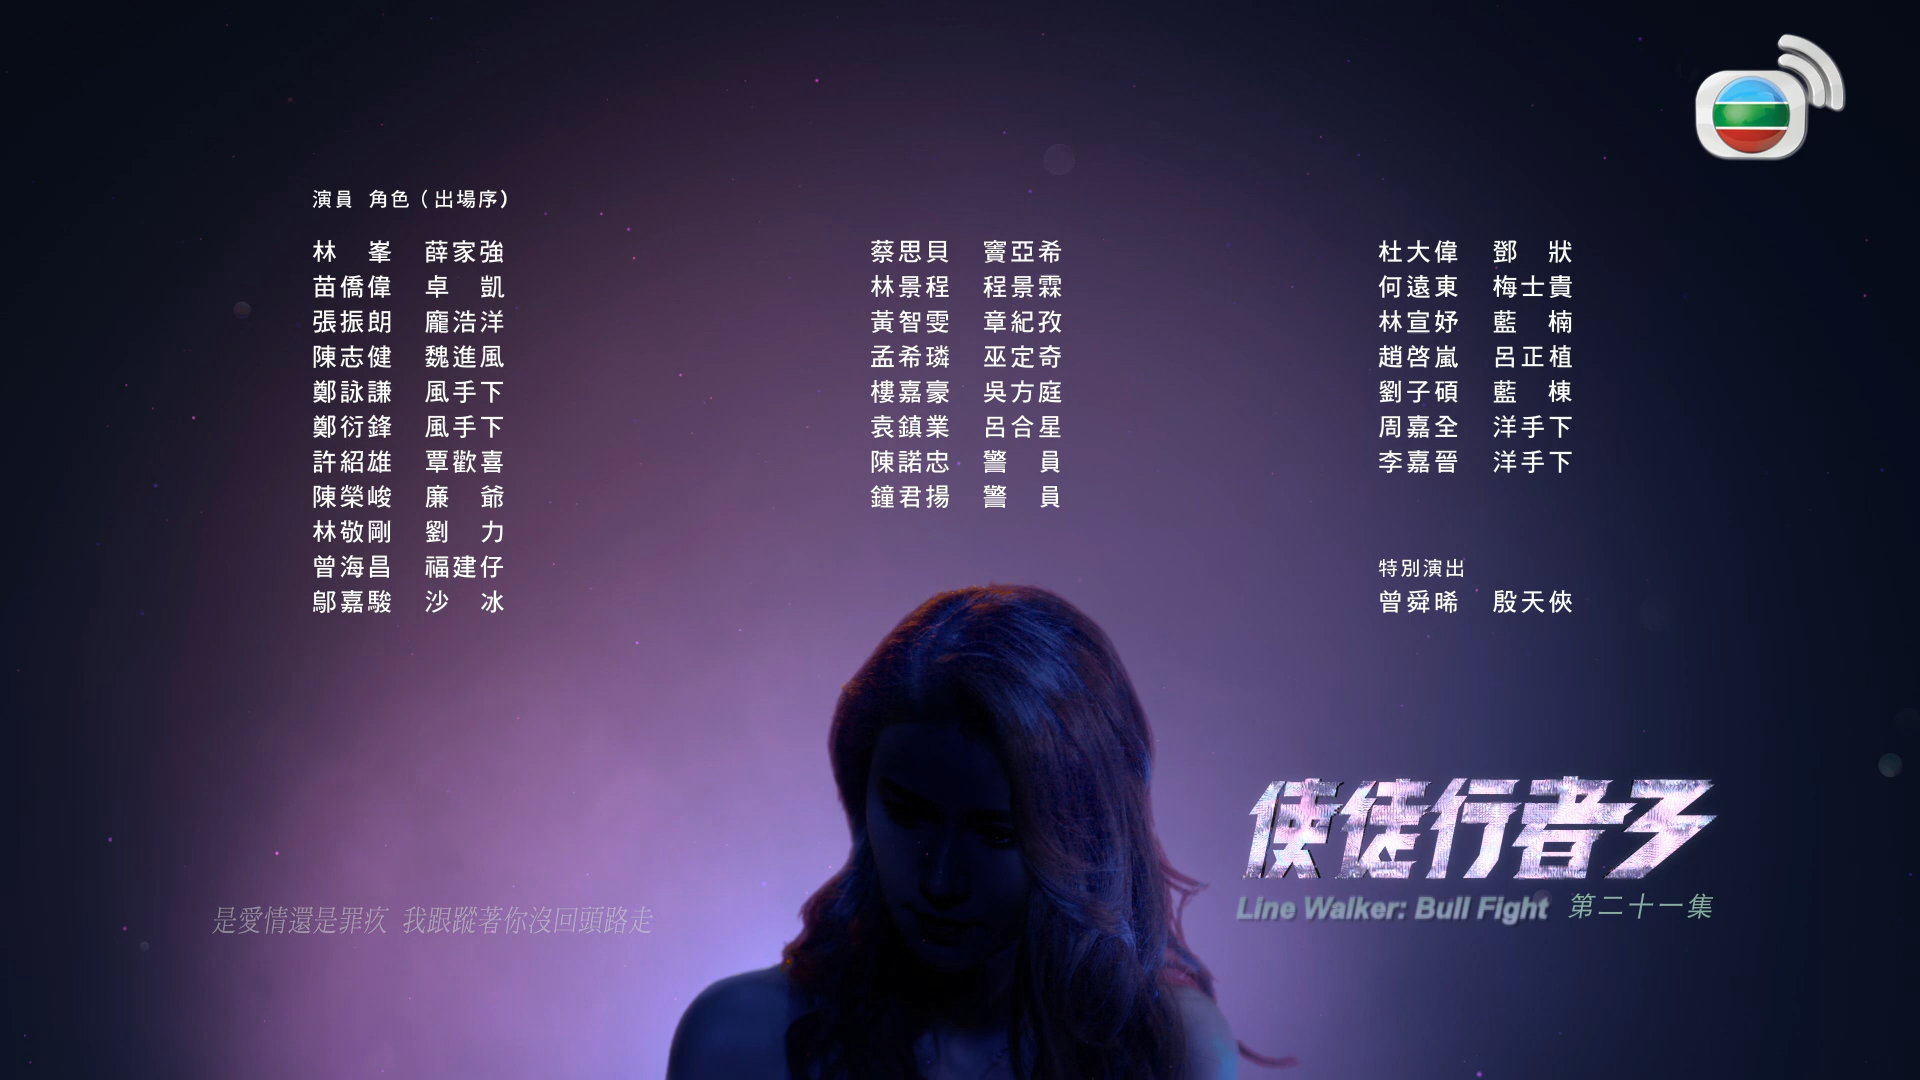 演員 角色（出場序）
林　峯 薛家強
苗僑偉 卓　凱
張振朗 龐浩洋
陳志健 魏進風
鄭詠謙 風手下
鄭衍鋒 風手下
許紹雄 覃歡喜
陳榮峻 廉　爺
林敬剛 劉　力
曾海昌 福建仔
鄔嘉駿 沙　冰
蔡思貝 竇亞希
林景程 程景霖
黃智雯 章紀孜
孟希璘 巫定奇
樓嘉豪 吳方庭
袁鎮業 呂合星
陳諾忠 警　員
鐘君揚 警　員
杜大偉 鄧　狀
何遠東 梅士貴
林宣妤 藍　楠
趙啓嵐 呂正植
劉子碩 藍　棟
周嘉全 洋手下
李嘉晉 洋手下
特別演出
曾舜晞 殷天俠
使徒行者3
Line Walker: Bull Fight 第二十一集
是愛情還是罪疚 我跟蹤著你沒回頭路走